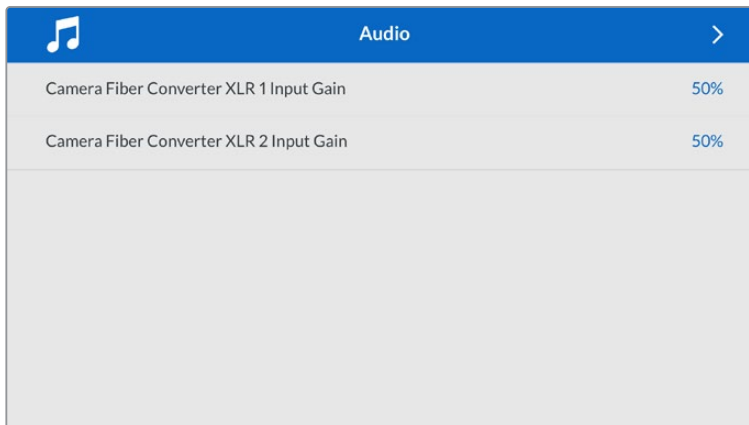 Audio
Camera Fiber Converter XLR 1 Input Gain 50%
Camera Fiber Converter XLR 2 Input Gain 50%